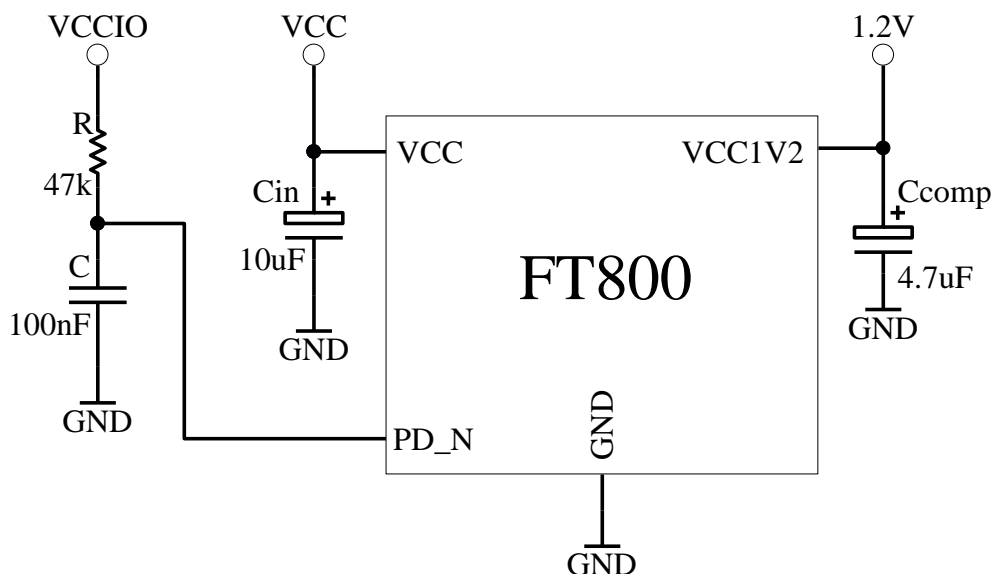 VCCIO
VCC
1.2V
R
47k
VCC
VCC1V2
Cin
+
10uF
Ccomp
+
4.7uF
C
100nF
FT800
GND
GND
GND
PD_N
GND
GND